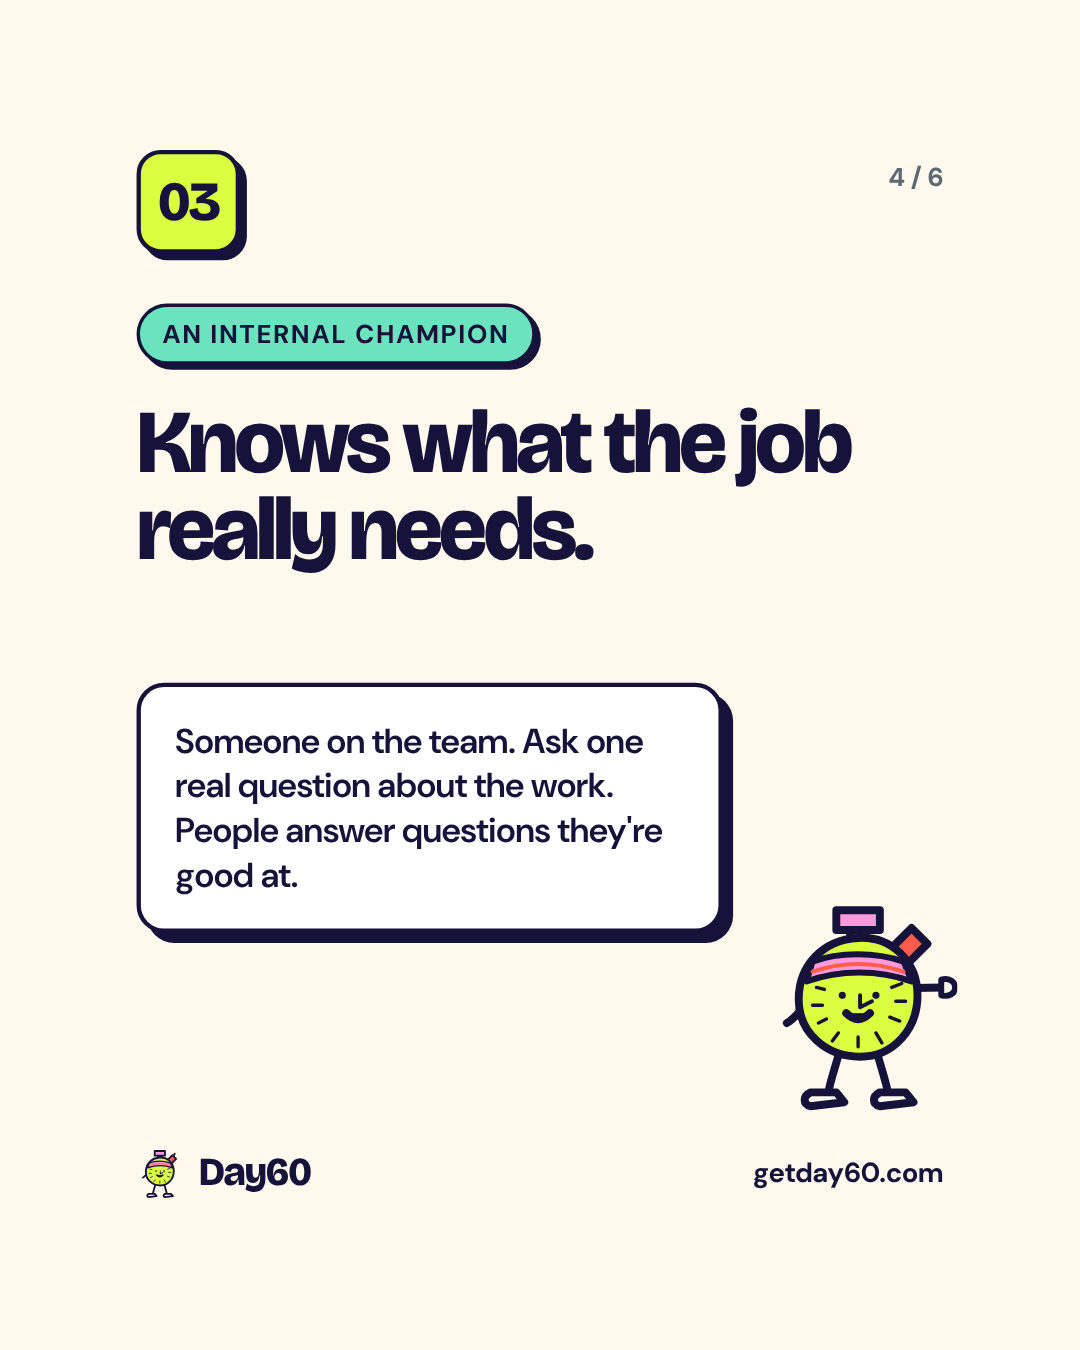 03
4 / 6
AN INTERNAL CHAMPION
Knows what the job
really needs.
Someone on the team. Ask one
real question about the work.
People answer questions they're
good at.
Day60
getday60.com